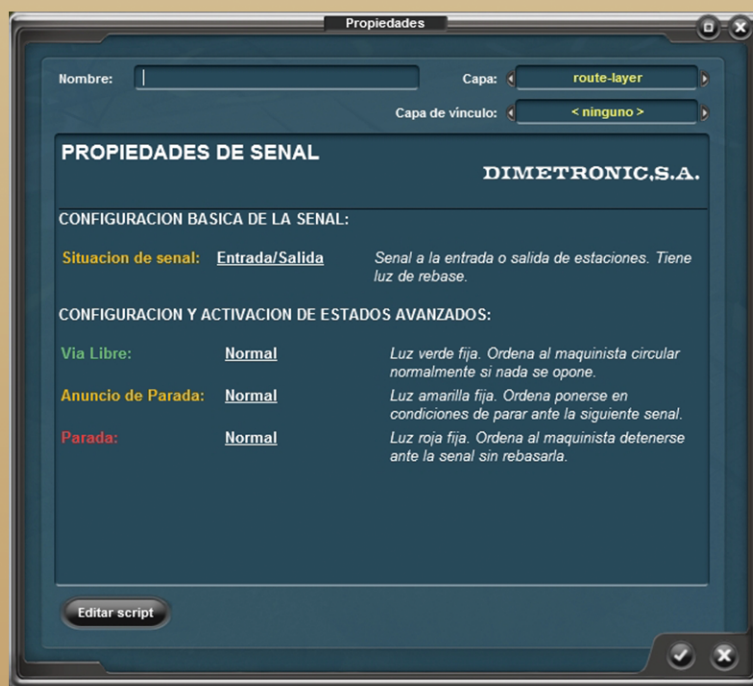 Propiedades
Nombre:
Capa: route-layer
Capa de vínculo: < ninguno >
PROPIEDADES DE SENAL
DIMETRONIC,S.A.
CONFIGURACION BASICA DE LA SENAL:
Situacion de senal: Entrada/Salida Senal a la entrada o salida de estaciones. Tiene
luz de rebase.
CONFIGURACION Y ACTIVACION DE ESTADOS AVANZADOS:
Via Libre: Normal Luz verde fija. Ordena al maquinista circular
normalmente si nada se opone.
Anuncio de Parada: Normal Luz amarilla fija. Ordena ponerse en
condiciones de parar ante la siguiente senal.
Parada: Normal Luz roja fija. Ordena al maquinista detenerse
ante la senal sin rebasarla.
Editar script